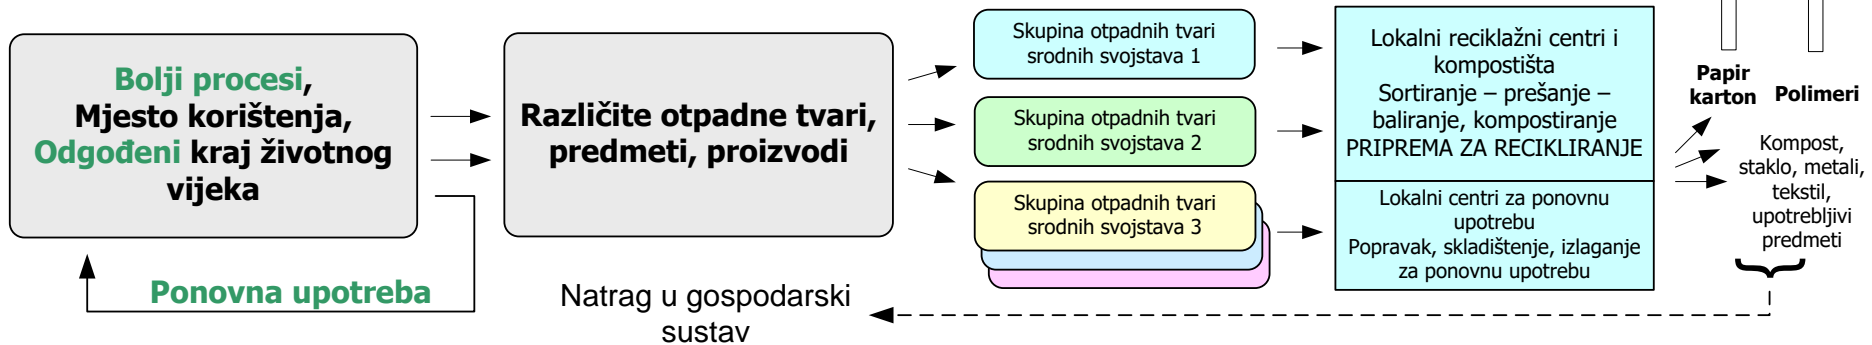 Bolji procesi,
Mjesto korištenja,
Odgođeni kraj životnog
vijeka
Ponovna upotreba
Različite otpadne tvari,
predmeti, proizvodi
Skupina otpadnih tvari
srodnih svojstava 1
Skupina otpadnih tvari
srodnih svojstava 2
Skupina otpadnih tvari
srodnih svojstava 3
Lokalni reciklažni centri i
kompostišta
Sortiranje – prešanje –
baliranje, kompostiranje
PRIPREMA ZA RECIKLIRANJE
Lokalni centri za ponovnu
upotrebu
Popravak, skladištenje, izlaganje
za ponovnu upotrebu
Papir
karton
Polimeri
Kompost,
staklo, metali,
tekstil,
upotrebljivi
predmeti
Natrag u gospodarski
sustav